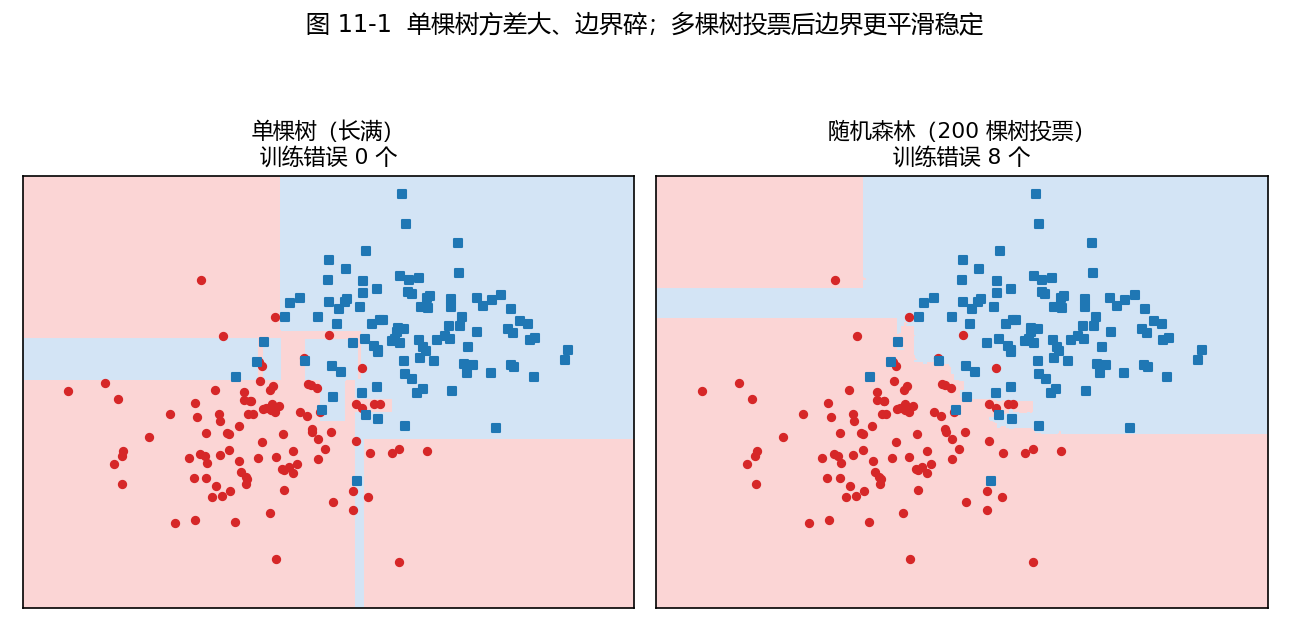 图 11-1 单棵树方差大、边界碎；多棵树投票后边界更平滑稳定
单棵树（长满）
训练错误 0 个
随机森林（200 棵树投票）
训练错误 8 个